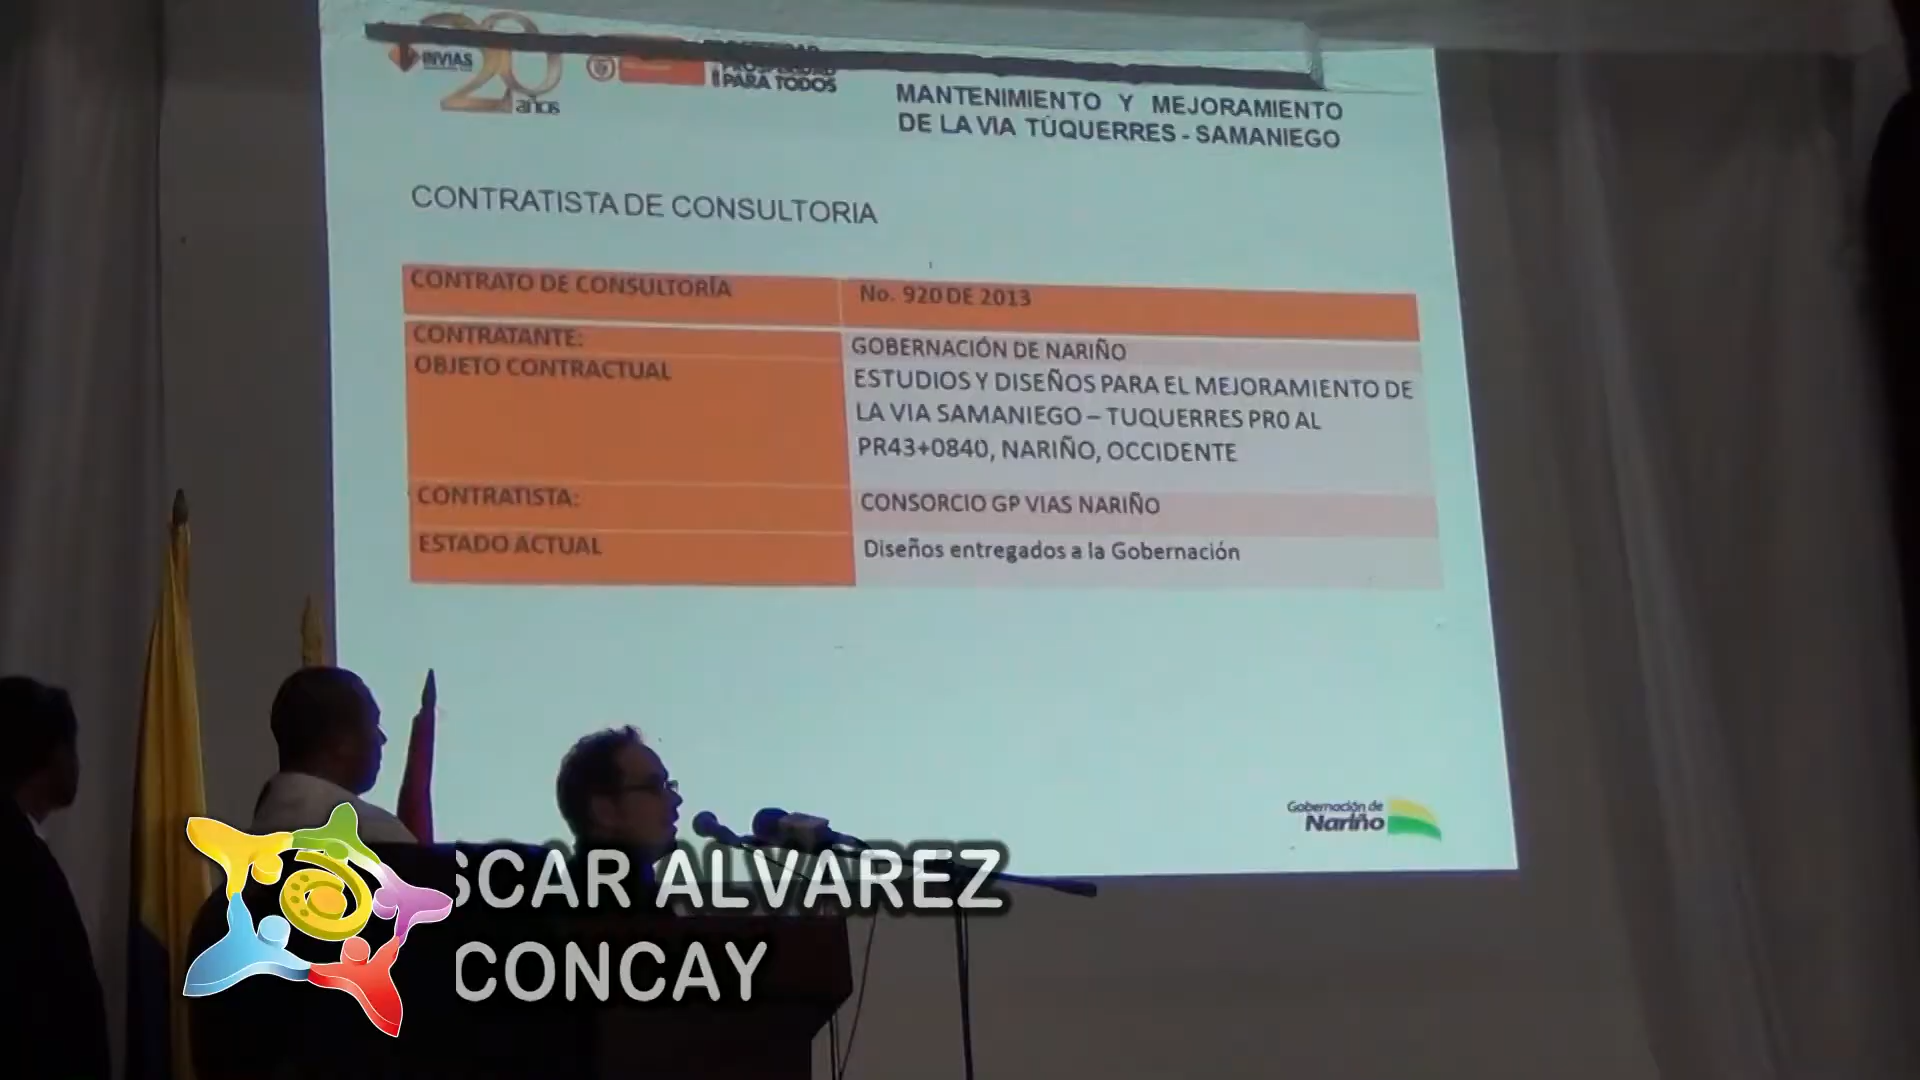 INVIAS
20
años
PARA TODOS
MANTENIMIENTO Y MEJORAMIENTO
DE LA VIA TÚQUERRES - SAMANIEGO
CONTRATISTA DE CONSULTORIA
CONTRATO DE CONSULTORÍA No. 920 DE 2013
CONTRATANTE: GOBERNACIÓN DE NARIÑO
OBJETO CONTRACTUAL ESTUDIOS Y DISEÑOS PARA EL MEJORAMIENTO DE
LA VIA SAMANIEGO – TUQUERRES PR0 AL
PR43+0840, NARIÑO, OCCIDENTE
CONTRATISTA: CONSORCIO GP VIAS NARIÑO
ESTADO ACTUAL Diseños entregados a la Gobernación
Gobernación de
Nariño
SCAR ALVAREZ
CONCAY